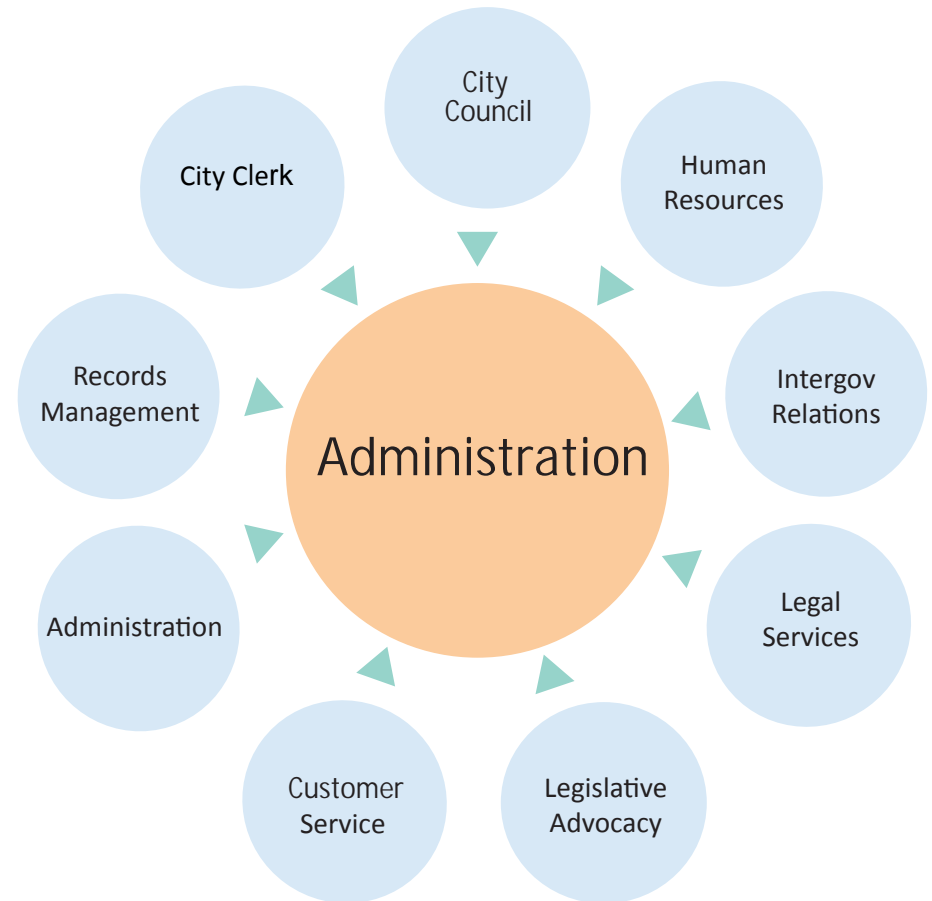 City
Council
Human
Resources
City Clerk
Intergov
Relations
Records
Management
Administration
Legal
Services
Administration
Customer
Service
Legislative
Advocacy